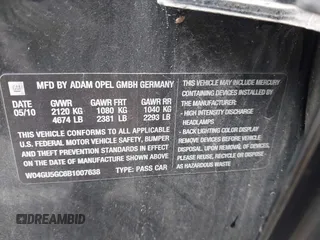 GM
MFD BY ADAM OPEL GMBH GERMANY
05/10
GVWR GAWR FRT GAWR RR
2120 KG 1080 KG 1040 KG
4674 LB 2381 LB 2293 LB
THIS VEHICLE CONFORMS TO ALL APPLICABLE
U.S. FEDERAL MOTOR VEHICLE SAFETY, BUMPER
AND THEFT PREVENTION STANDARDS IN
EFFECT ON THE DATE OF MANUFACTURE
SHOWN ABOVE.
W04GU5GC6B1007638 TYPE: PASS CAR
THIS VEHICLE MAY INCLUDE MERCURY
CONTAINING DEVICES INSTALLED BY
THE MANUFACTURER:
- HIGH INTENSITY DISCHARGE
HEADLAMPS.
- BACK LIGHTING COLOR DISPLAY
REMOVE DEVICES BEFORE VEHICLE
DISPOSAL.
UPON REMOVAL OF DEVICES
PLEASE REUSE, RECYCLE OR DISPOSE
AS HAZARDOUS WASTE